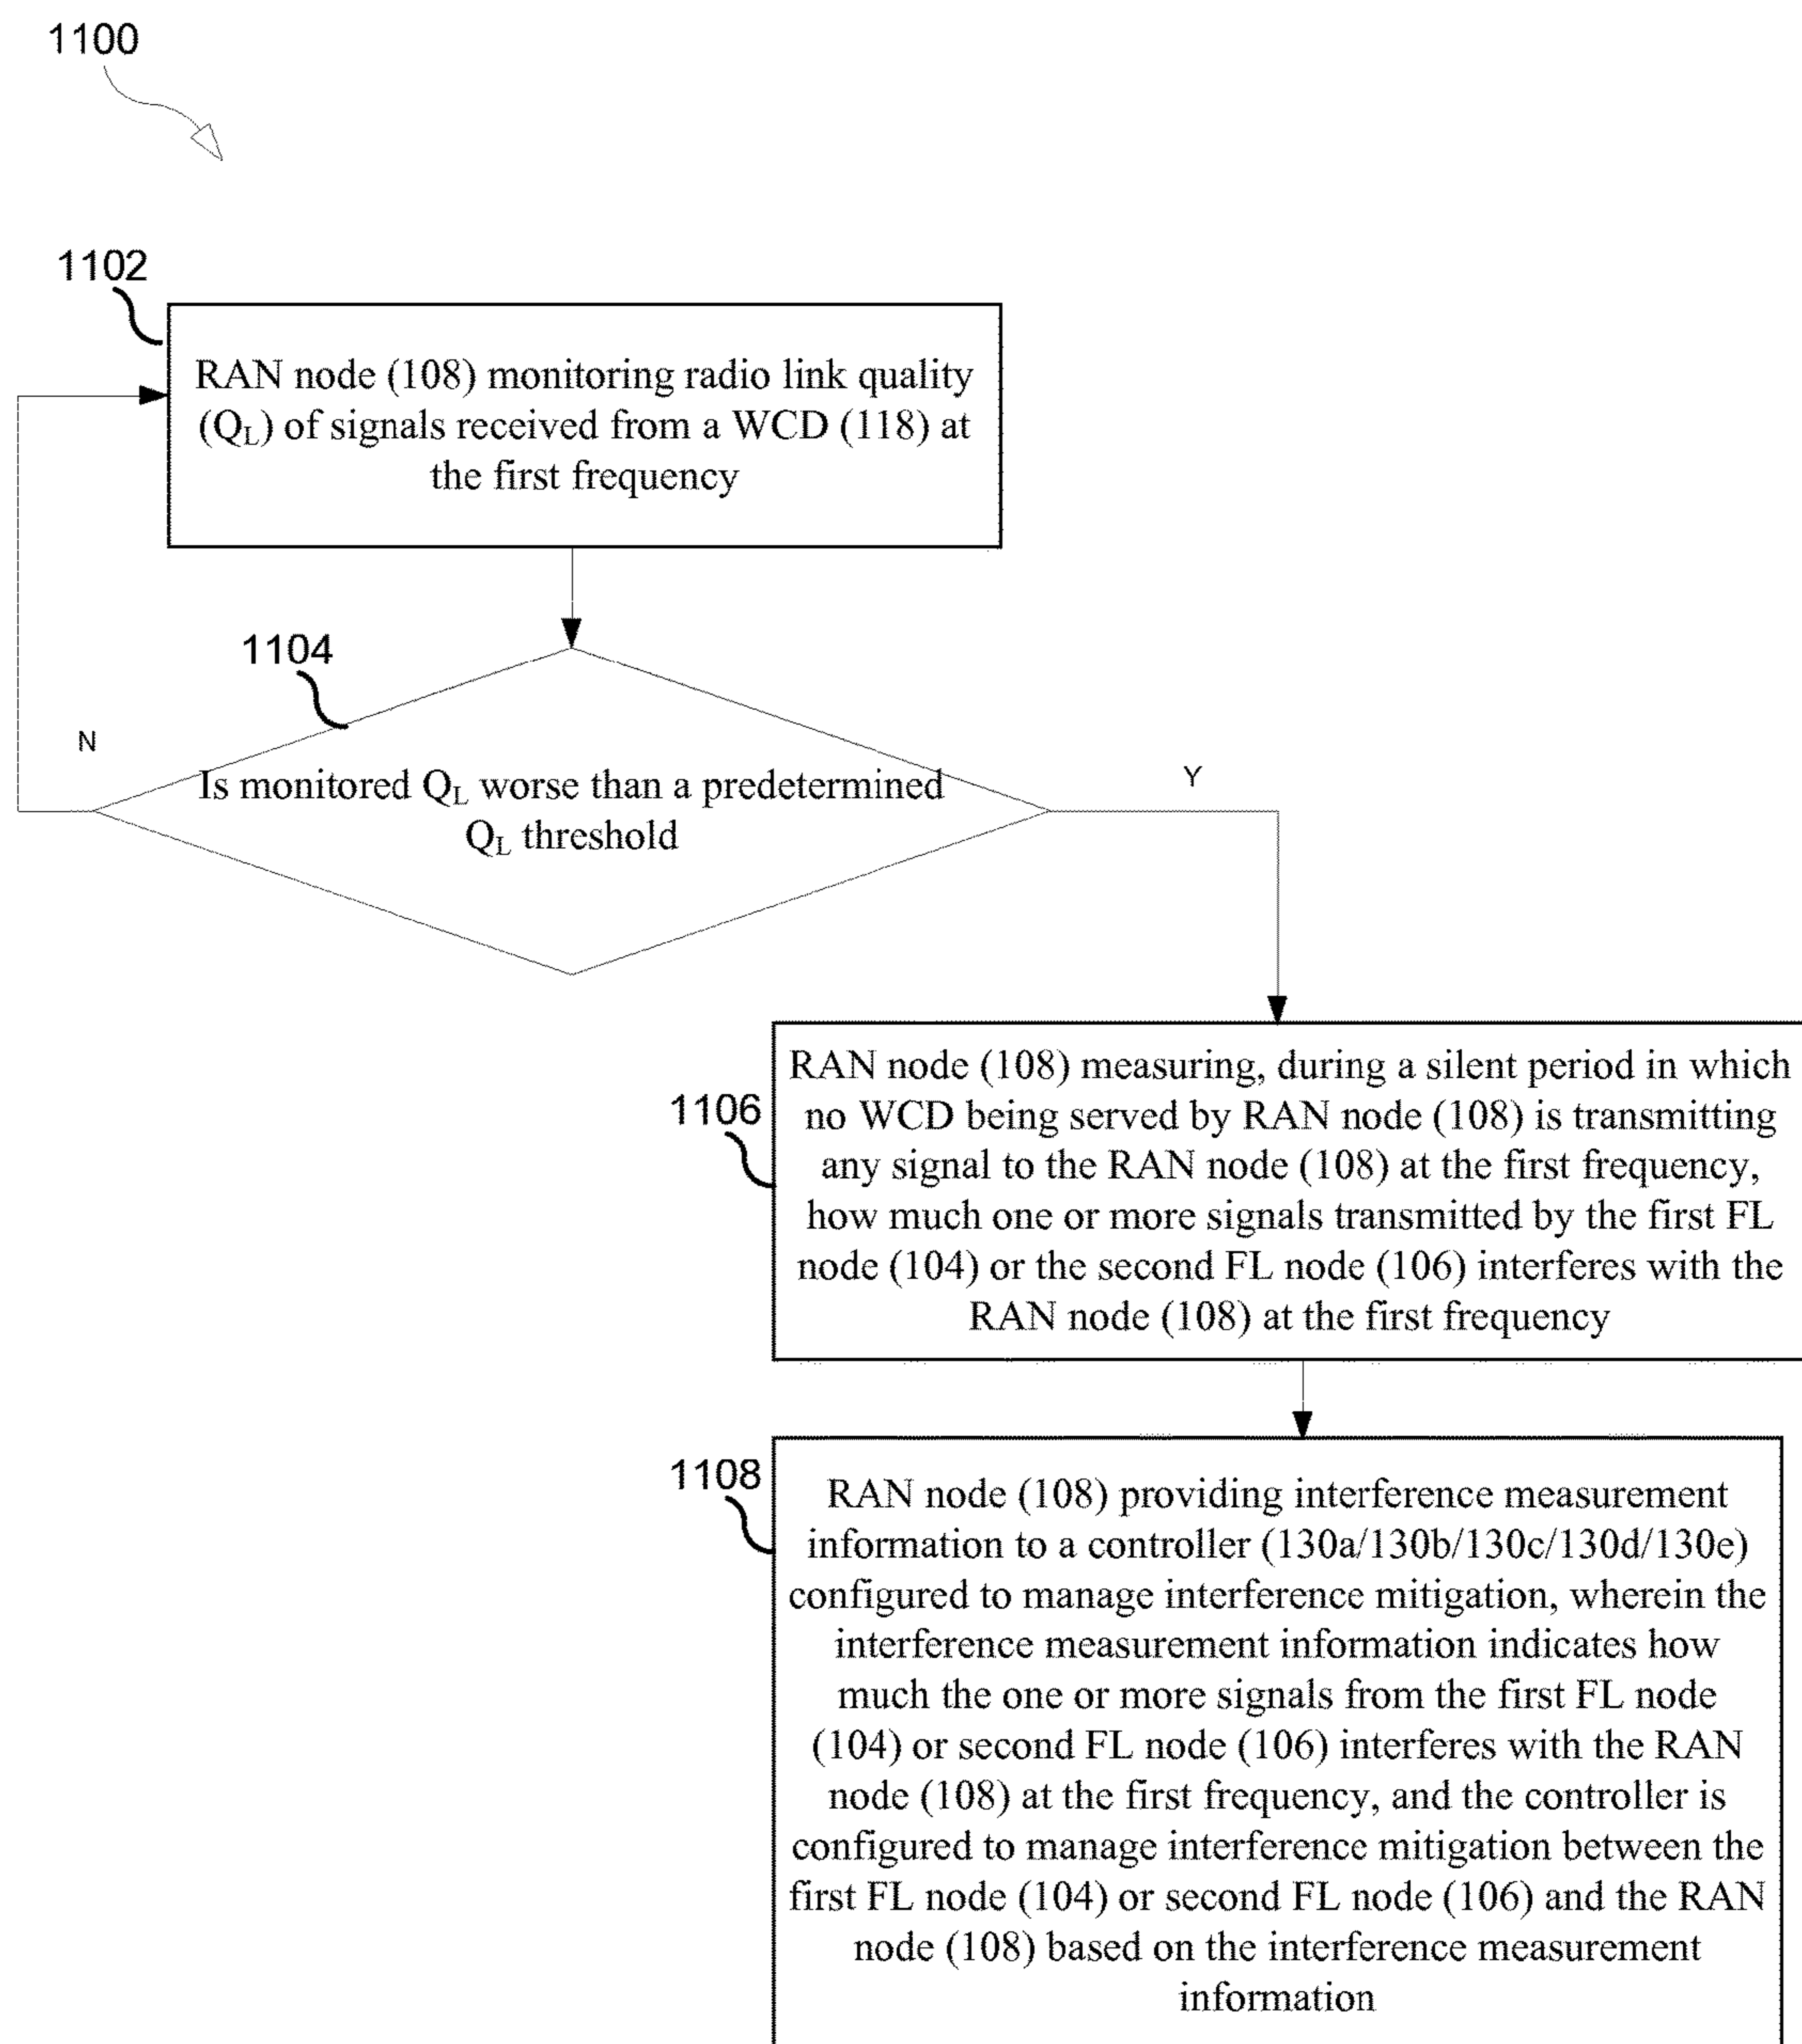 1100
1102
RAN node (108) monitoring radio link quality
(QL) of signals received from a WCD (118) at
the first frequency
1104
N
Is monitored QL worse than a predetermined
QL threshold
Y
1106
RAN node (108) measuring, during a silent period in which
no WCD being served by RAN node (108) is transmitting
any signal to the RAN node (108) at the first frequency,
how much one or more signals transmitted by the first FL
node (104) or the second FL node (106) interferes with the
RAN node (108) at the first frequency
1108
RAN node (108) providing interference measurement
information to a controller (130a/130b/130c/130d/130e)
configured to manage interference mitigation, wherein the
interference measurement information indicates how
much the one or more signals from the first FL node
(104) or second FL node (106) interferes with the RAN
node (108) at the first frequency, and the controller is
configured to manage interference mitigation between the
first FL node (104) or second FL node (106) and the RAN
node (108) based on the interference measurement
information